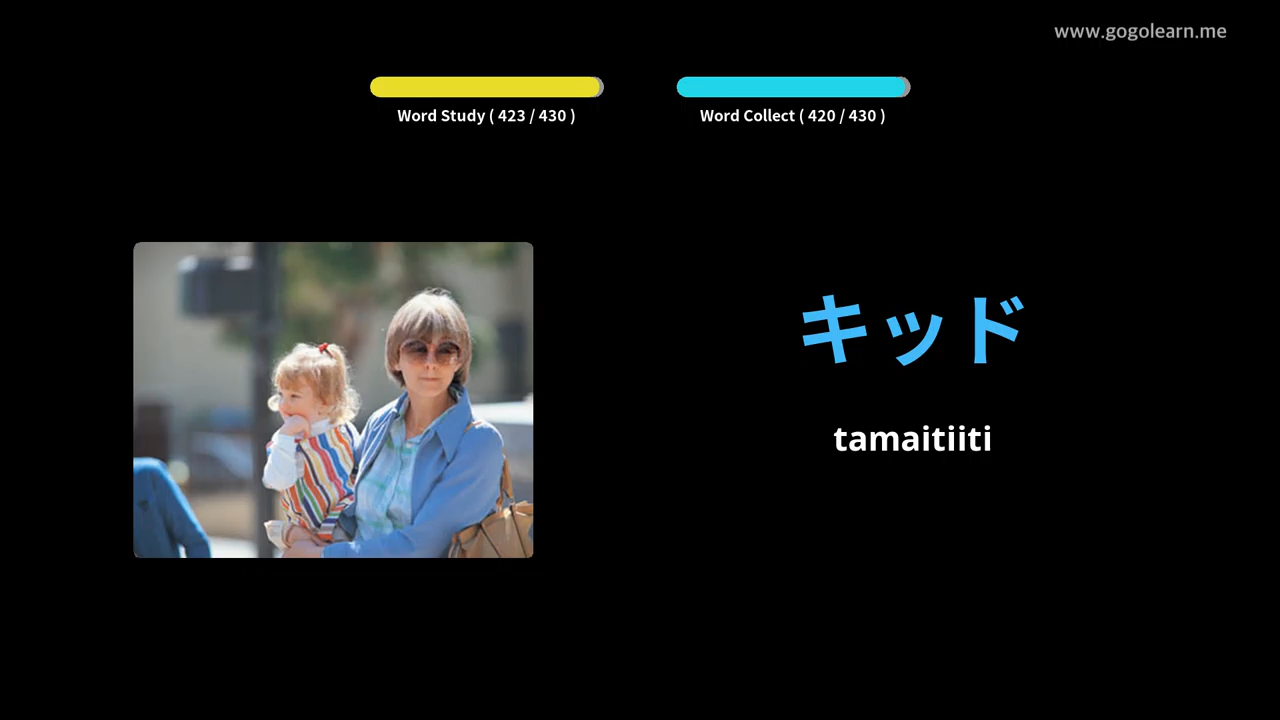 www.gogolearn.me
Word Study ( 423 / 430 )
Word Collect ( 420 / 430 )
キッド
tamaitiiti